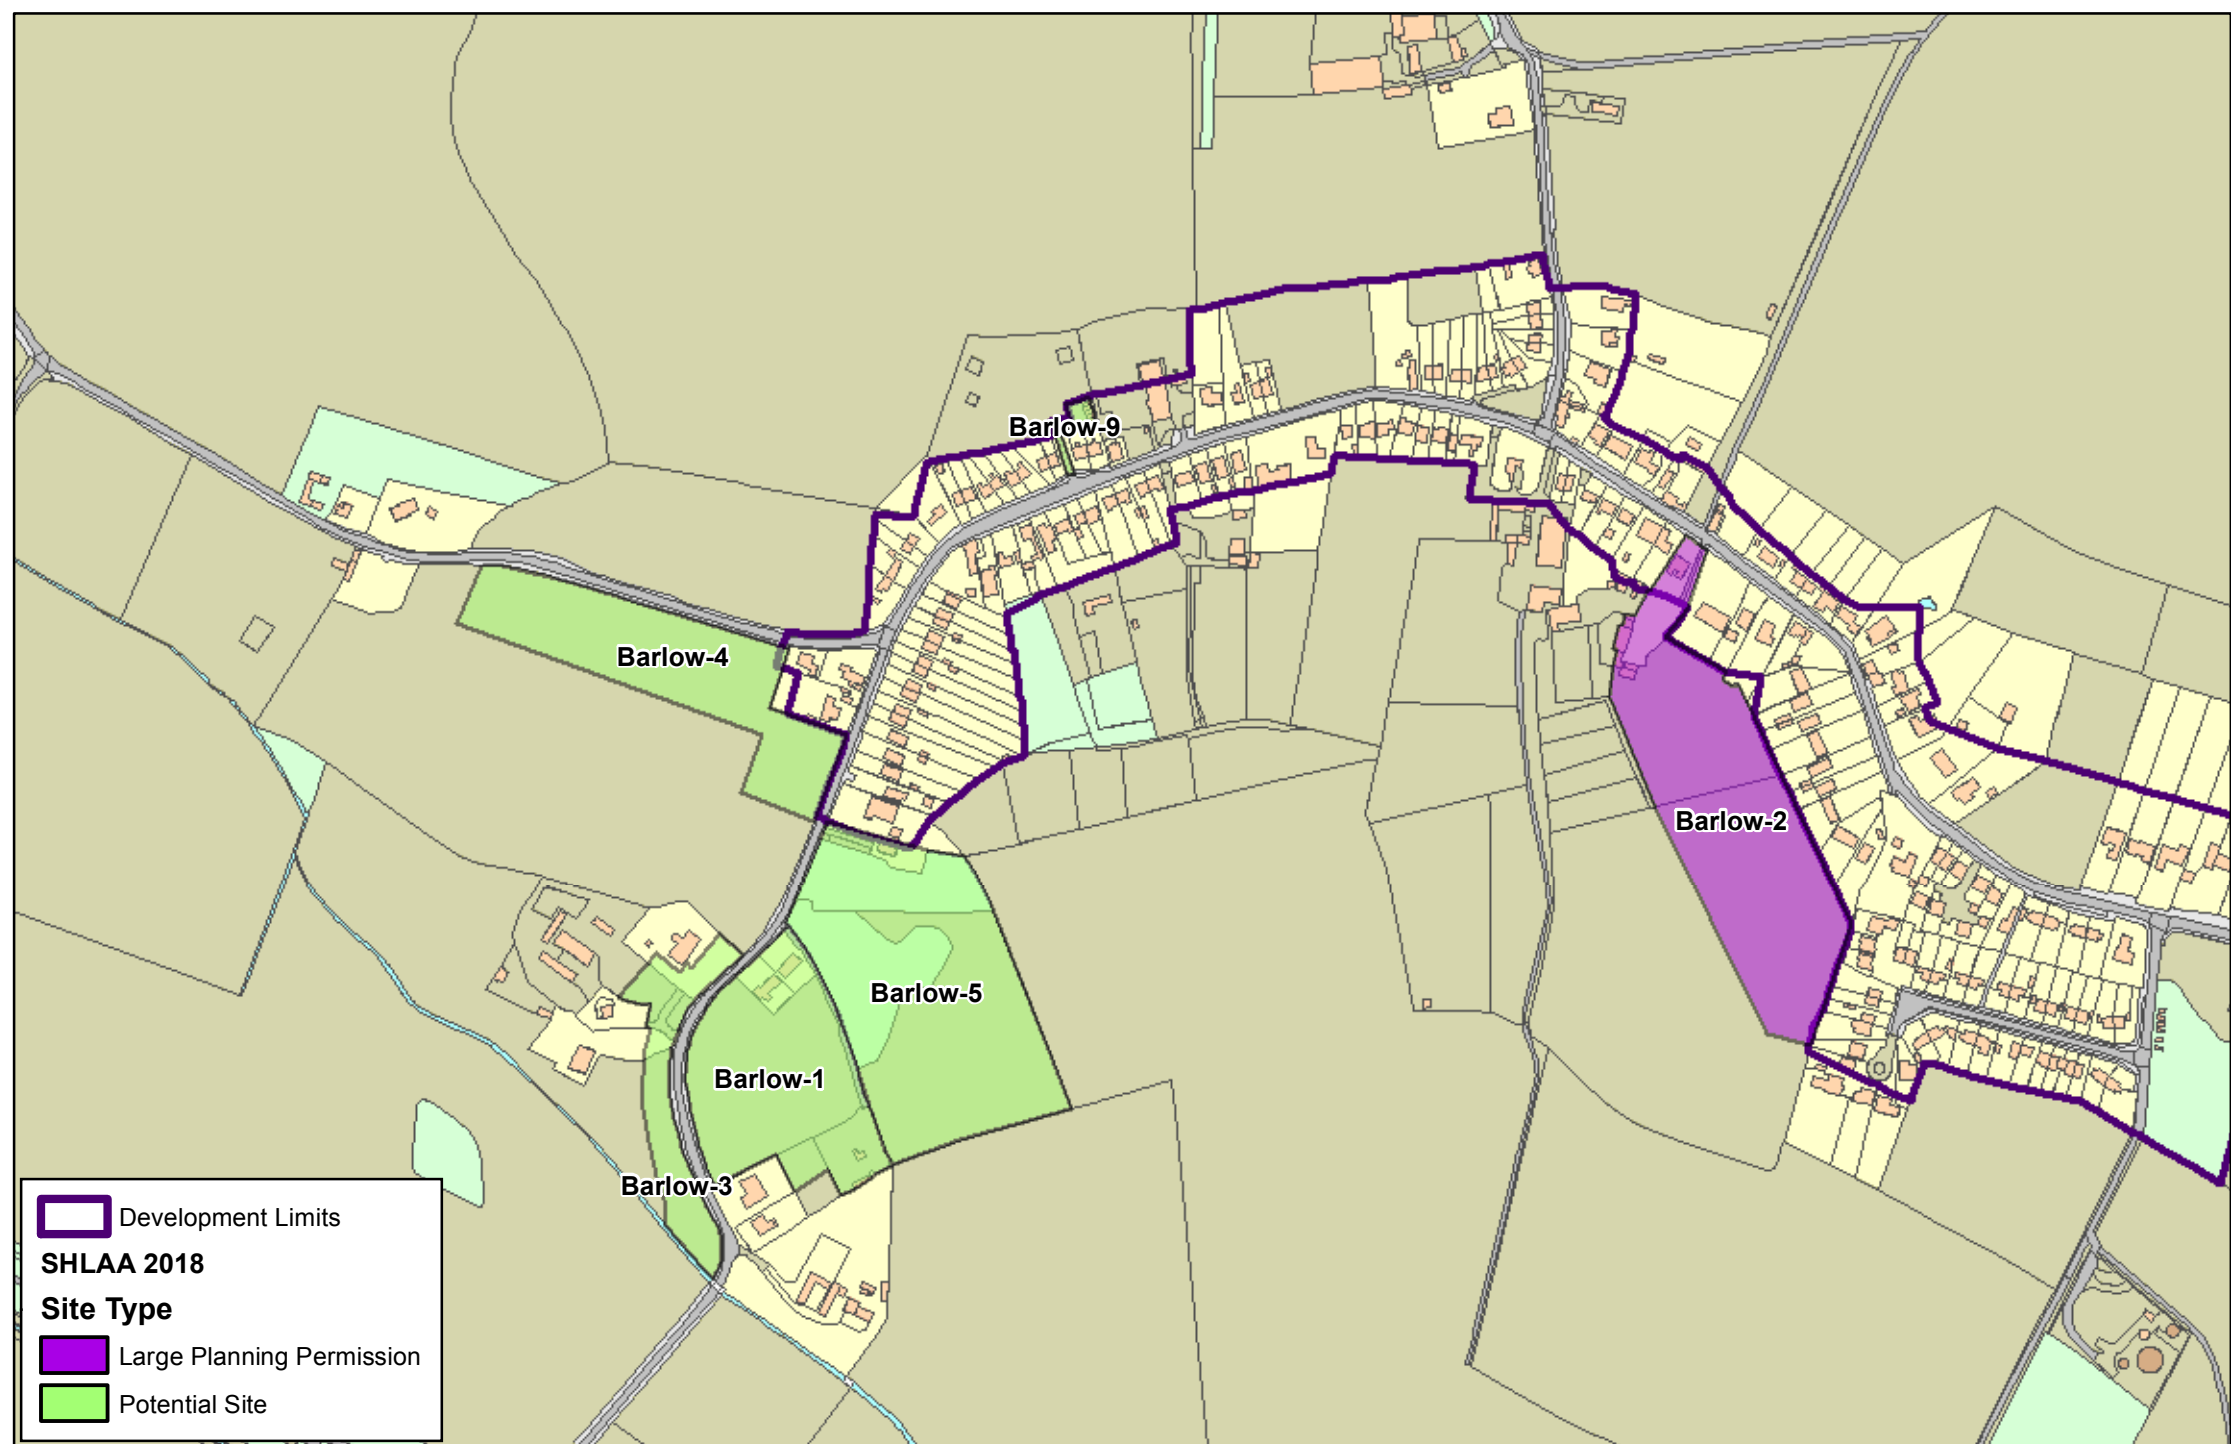 Barlow-9
Barlow-4
Barlow-2
Barlow-5
Barlow-1
Barlow-3
Development Limits
SHLAA 2018
Site Type
Large Planning Permission
Potential Site